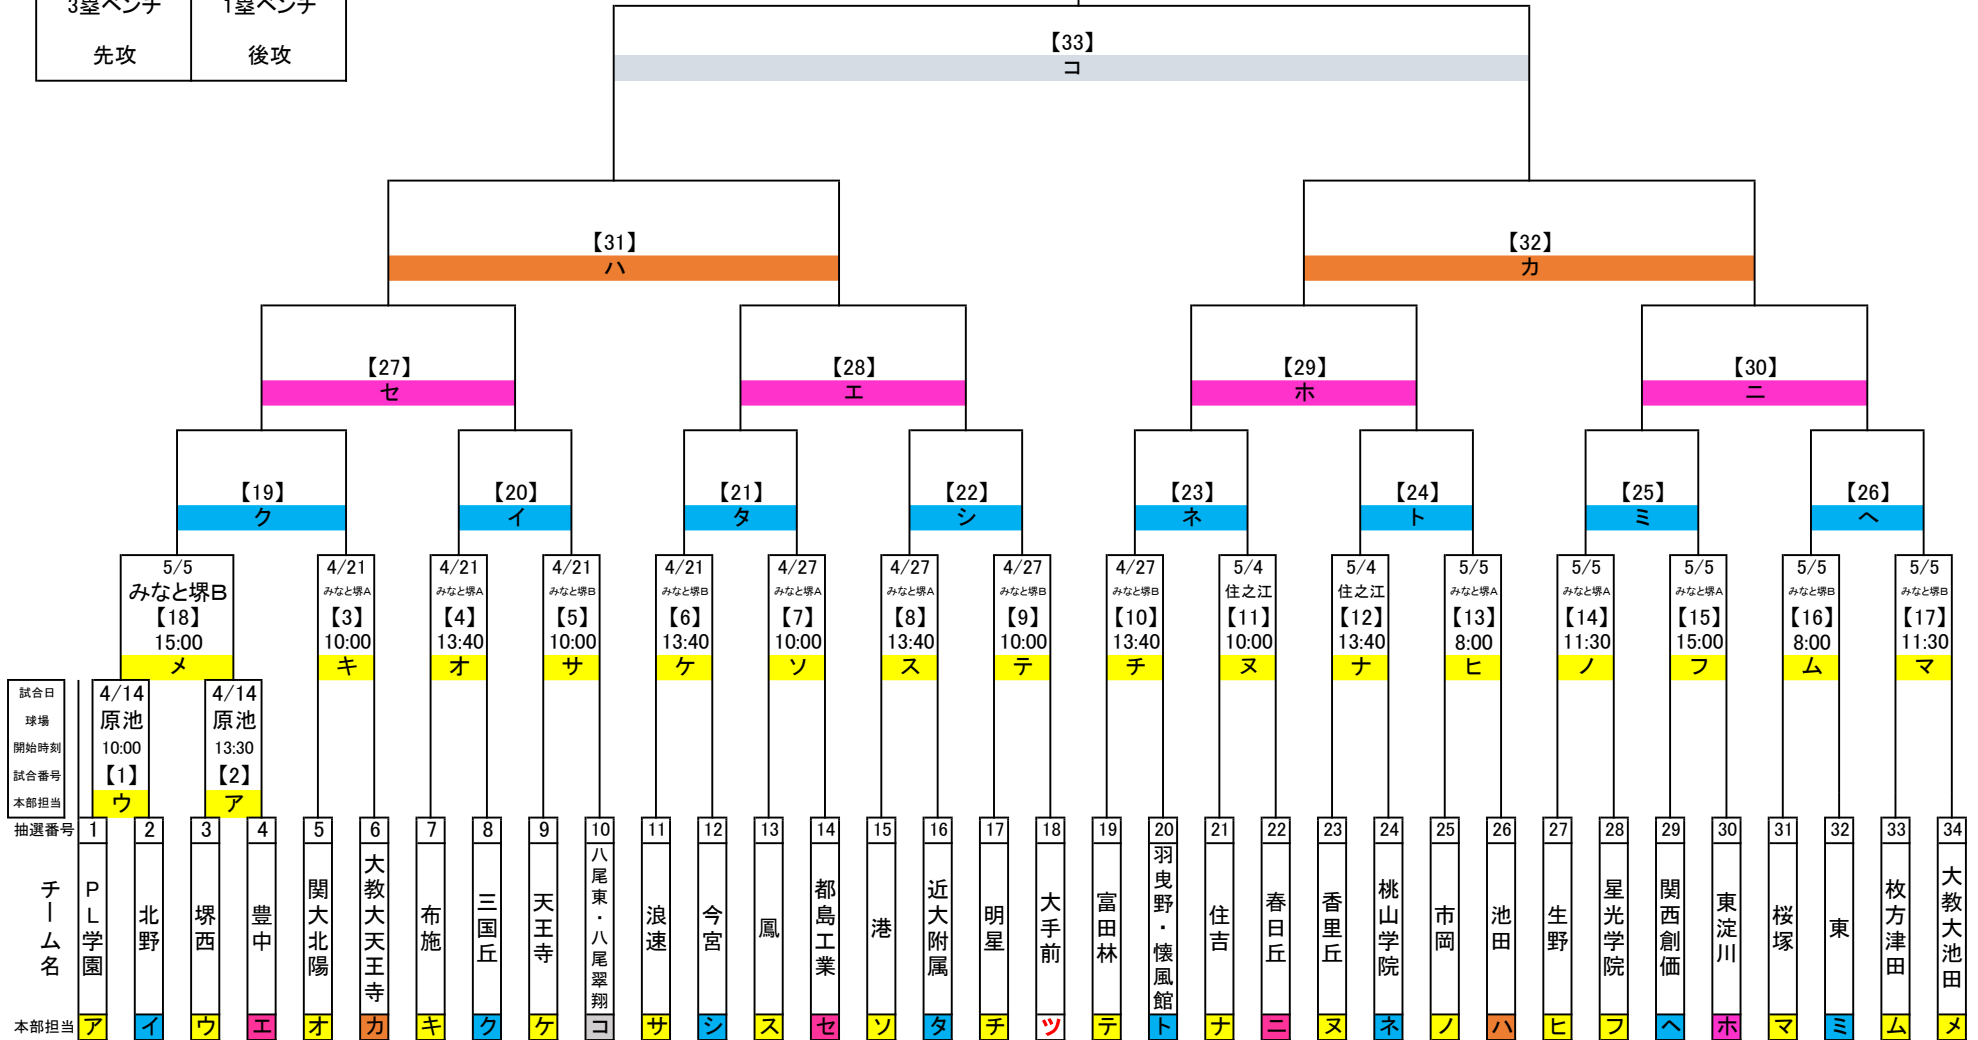 3塁ベンチ 1塁ベンチ
先攻 後攻
【33】
コ
【31】 【32】
ハ カ
【27】 【28】 【29】 【30】
セ エ ホ ニ
【19】 【20】 【21】 【22】 【23】 【24】 【25】 【26】
ク イ タ シ ネ ト ミ ヘ
5/5 4/21 4/21 4/21 4/21 4/27 4/27 4/27 4/27 5/4 5/4 5/5 5/5 5/5 5/5 5/5
みなと堺B みなと堺A みなと堺A みなと堺B みなと堺B みなと堺A みなと堺A みなと堺B みなと堺B 住之江 住之江 みなと堺A みなと堺A みなと堺A みなと堺B みなと堺B
【18】 【3】 【4】 【5】 【6】 【7】 【8】 【9】 【10】 【11】 【12】 【13】 【14】 【15】 【16】 【17】
15:00 10:00 13:40 10:00 13:40 10:00 13:40 10:00 13:40 10:00 13:40 8:00 11:30 15:00 8:00 11:30
メ キ オ サ ケ ソ ス テ チ ヌ ナ ヒ ノ フ ム マ
試合日 4/14 4/14
球場 原池 原池
開始時刻 10:00 13:30
試合番号 【1】 【2】
本部担当 ウ ア
抽選番号 1 2 3 4 5 6 7 8 9 10 11 12 13 14 15 16 17 18 19 20 21 22 23 24 25 26 27 28 29 30 31 32 33 34
チーム名 PL学園 北野 堺西 豊中 関大北陽 大教大天王寺 布施 三国丘 天王寺 八尾東・八尾翠翔 浪速 今宮 鳳 都島工業 港 近大附属 明星 大手前 富田林 羽曳野・懐風館 住吉 春日丘 香里丘 桃山学院 市岡 池田 生野 星光学院 関西創価 東淀川 桜塚 東 枚方津田 大教大池田
本部担当 ア イ ウ エ オ カ キ ク ケ コ サ シ ス セ ソ タ チ ツ テ ト ナ ニ ヌ ネ ノ ハ ヒ フ ヘ ホ マ ミ ム メ